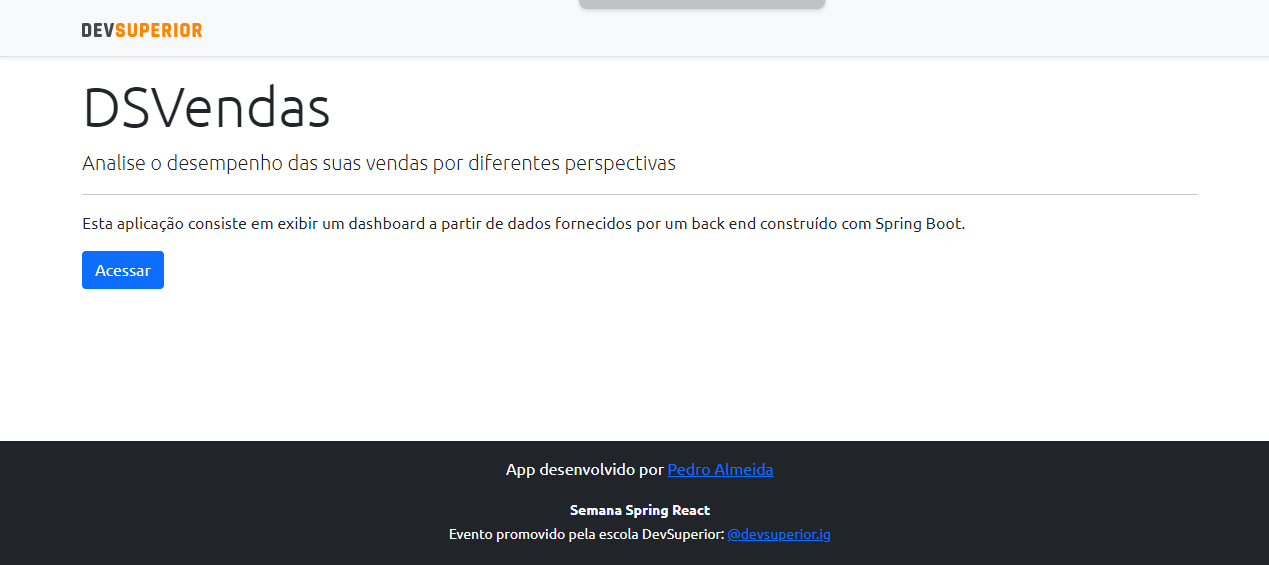 DEVSUPERIOR
DSVendas
Analise o desempenho das suas vendas por diferentes perspectivas
Esta aplicação consiste em exibir um dashboard a partir de dados fornecidos por um back end construído com Spring Boot.
Acessar
App desenvolvido por Pedro Almeida
Semana Spring React
Evento promovido pela escola DevSuperior: @devsuperior.ig